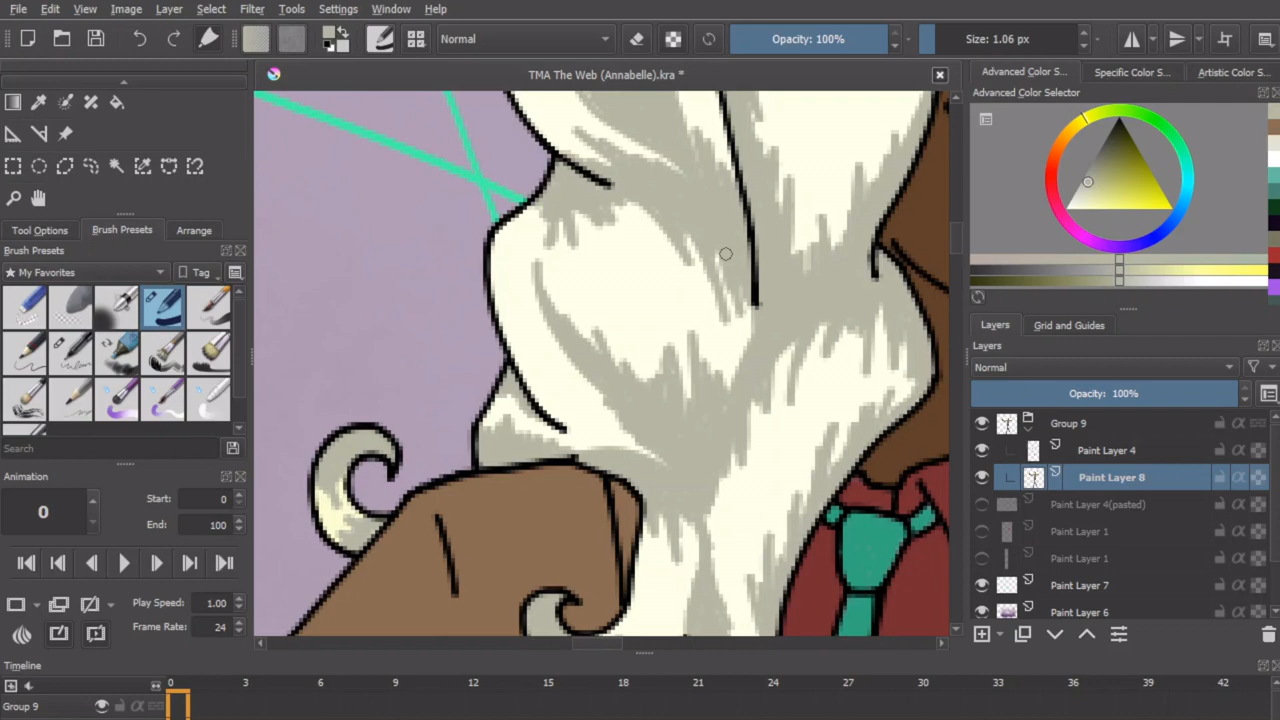 File Edit View Image Layer Select Filter Tools Settings Window Help
Normal Opacity: 100% Size: 1.06 px
TMA The Web (Annabelle).kra *
Advanced Color S... Specific Color S... Artistic Color S...
Advanced Color Selector
Tool Options Brush Presets Arrange
Brush Presets
My Favorites Tag
Search
Animation
0 Start: 0
End: 100
Play Speed: 1.00
Frame Rate: 24
Layers Grid and Guides
Layers
Normal
Opacity: 100%
Group 9
Paint Layer 4
Paint Layer 8
Paint Layer 4(pasted)
Paint Layer 1
Paint Layer 1
Paint Layer 7
Paint Layer 6
Timeline
0 3 6 9 12 15 18 21 24 27 30 33 36 39 42
Group 9